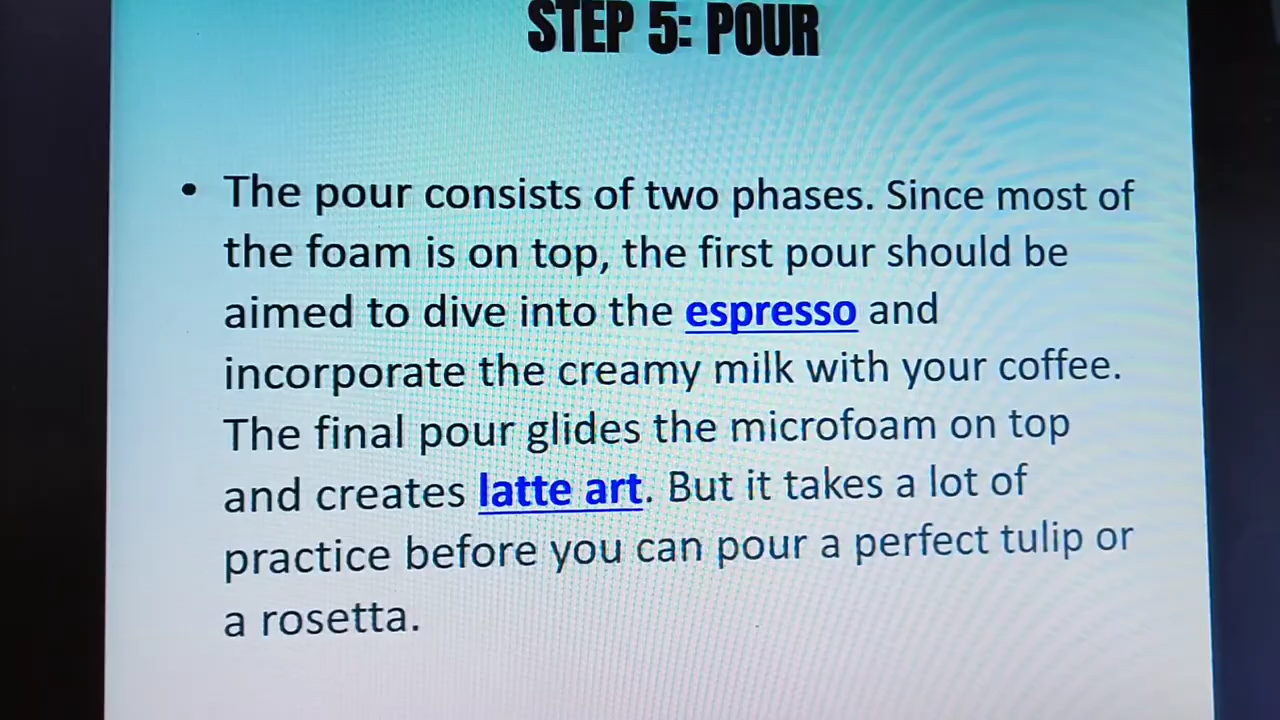 STEP 5: POUR
• The pour consists of two phases. Since most of
the foam is on top, the first pour should be
aimed to dive into the espresso and
incorporate the creamy milk with your coffee.
The final pour glides the microfoam on top
and creates latte art. But it takes a lot of
practice before you can pour a perfect tulip or
a rosetta.